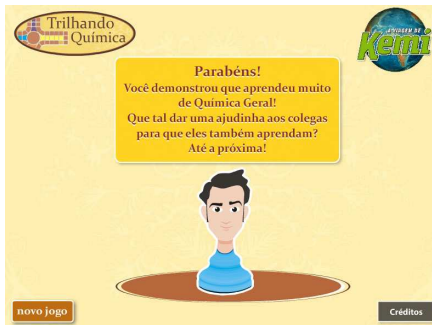 Trilhando
Química
A VIAGEM DE
Kemi
Parabéns!
Você demonstrou que aprendeu muito
de Química Geral!
Que tal dar uma ajudinha aos colegas
para que eles também aprendam?
Até a próxima!
novo jogo
Créditos